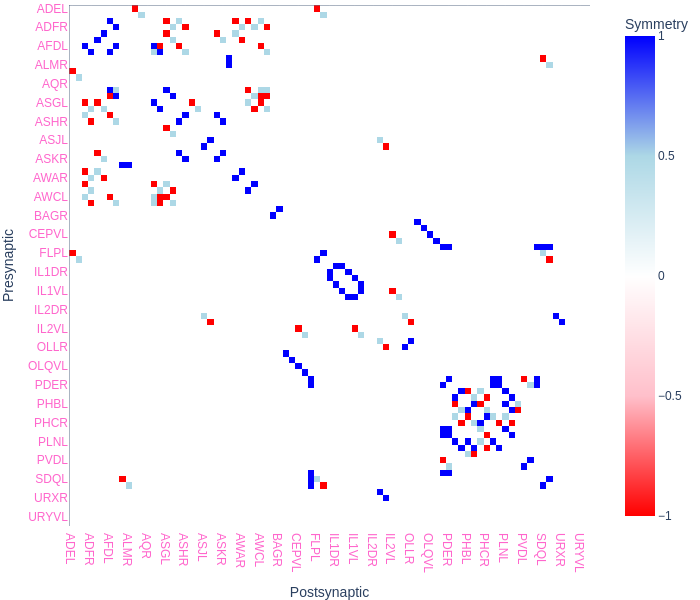 Symmetry
1
0.5
0
−0.5
−1
Presynaptic
ADEL
ADFR
AFDL
ALMR
AQR
ASGL
ASHR
ASJL
ASKR
AWAR
AWCL
BAGR
CEPVL
FLPL
IL1DR
IL1VL
IL2DR
IL2VL
OLLR
OLQVL
PDER
PHBL
PHCR
PLNL
PVDL
SDQL
URXR
URYVL
ADEL
ADFR
AFDL
ALMR
AQR
ASGL
ASHR
ASJL
ASKR
AWAR
AWCL
BAGR
CEPVL
FLPL
IL1DR
IL1VL
IL2DR
IL2VL
OLLR
OLQVL
PDER
PHBL
PHCR
PLNL
PVDL
SDQL
URXR
URYVL
Postsynaptic